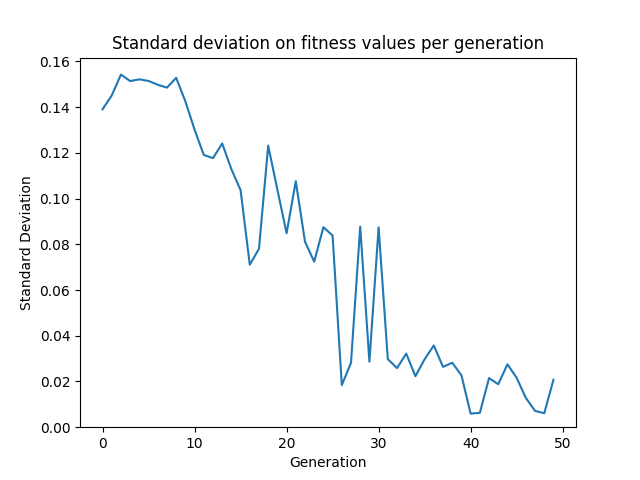 Standard deviation on fitness values per generation
Standard Deviation
0.16
0.14
0.12
0.10
0.08
0.06
0.04
0.02
0.00
0 10 20 30 40 50
Generation